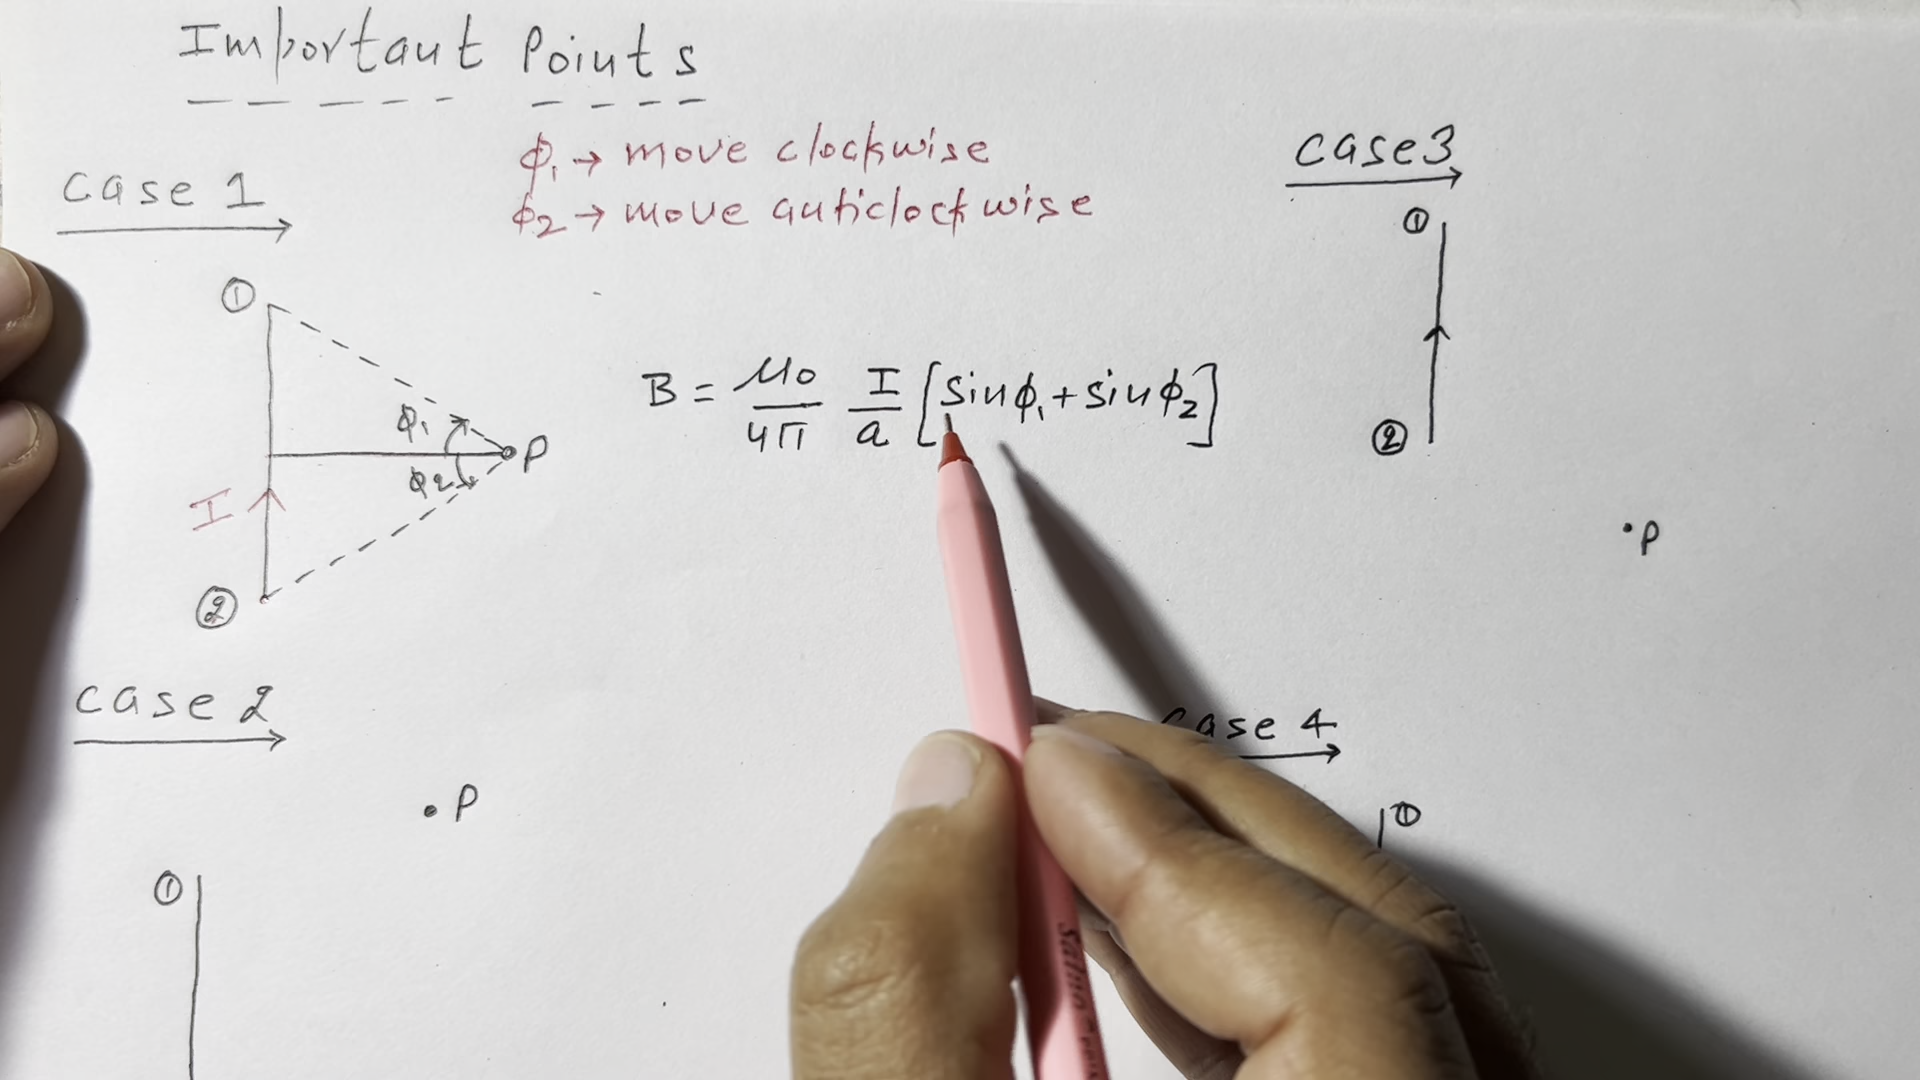 Important Points
Case 1
ϕ₁ → move clockwise
ϕ₂ → move anticlockwise
①
ϕ₁
ϕ₂
P
I
②
B = μ₀/4π I/a [sinϕ₁ + sinϕ₂]
Case 2
P
①
Case3
①
②
P
Case 4
①